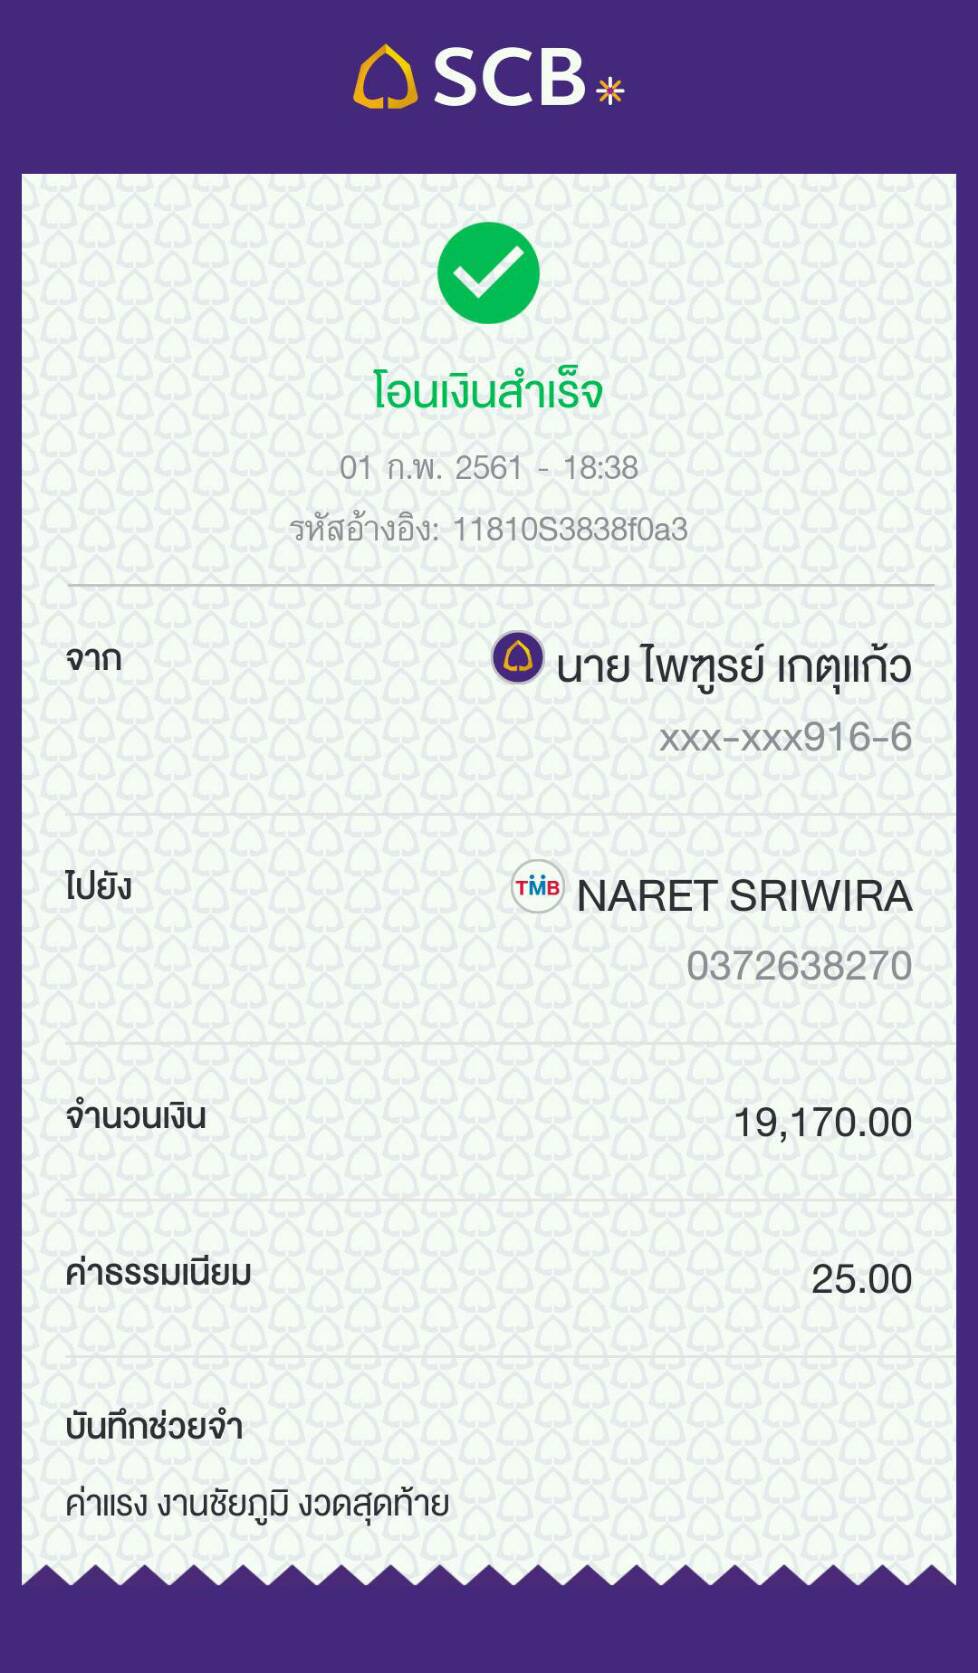 SCB
โอนเงินสำเร็จ
01 ก.พ. 2561 - 18:38
รหัสอ้างอิง: 11810S3838f0a3
จาก
นาย ไพฑูรย์ เกตุแก้ว
xxx-xxx916-6
ไปยัง
TMB NARET SRIWIRA
0372638270
จำนวนเงิน
19,170.00
ค่าธรรมเนียม
25.00
บันทึกช่วยจำ
ค่าแรง งานชัยภูมิ งวดสุดท้าย